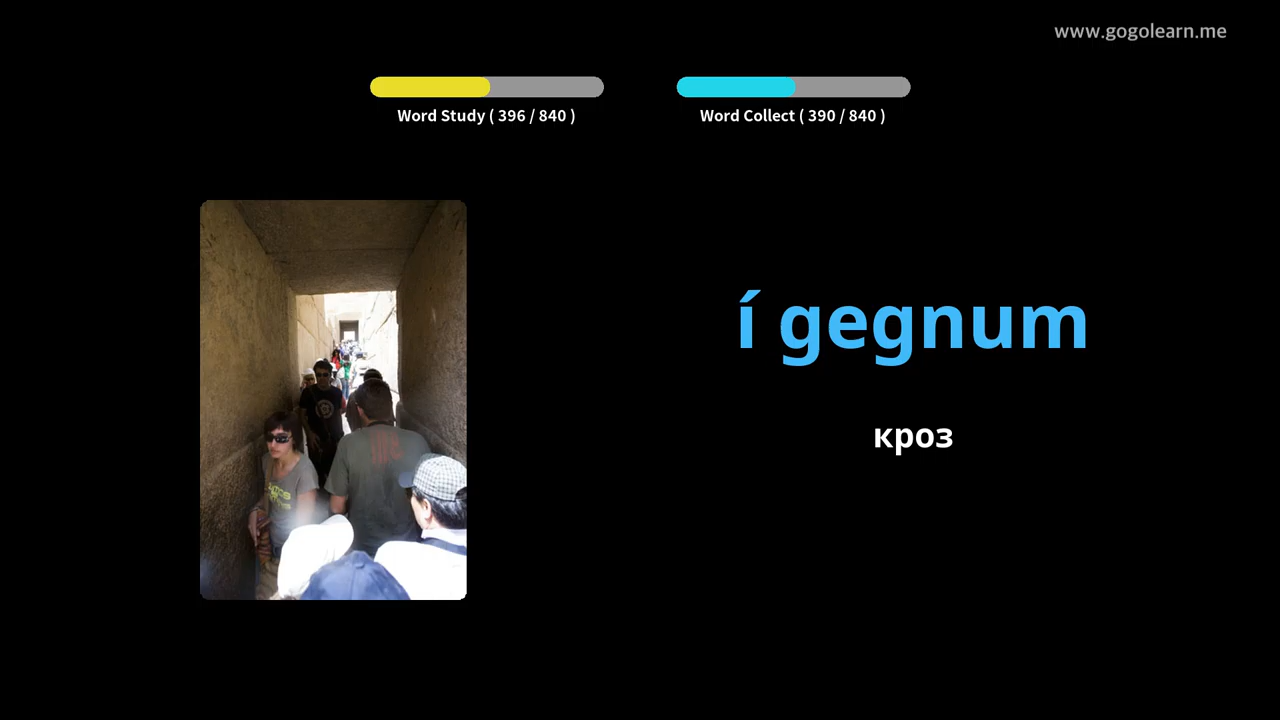 www.gogolearn.me
Word Study ( 396 / 840 )
Word Collect ( 390 / 840 )
í gegnum
кроз